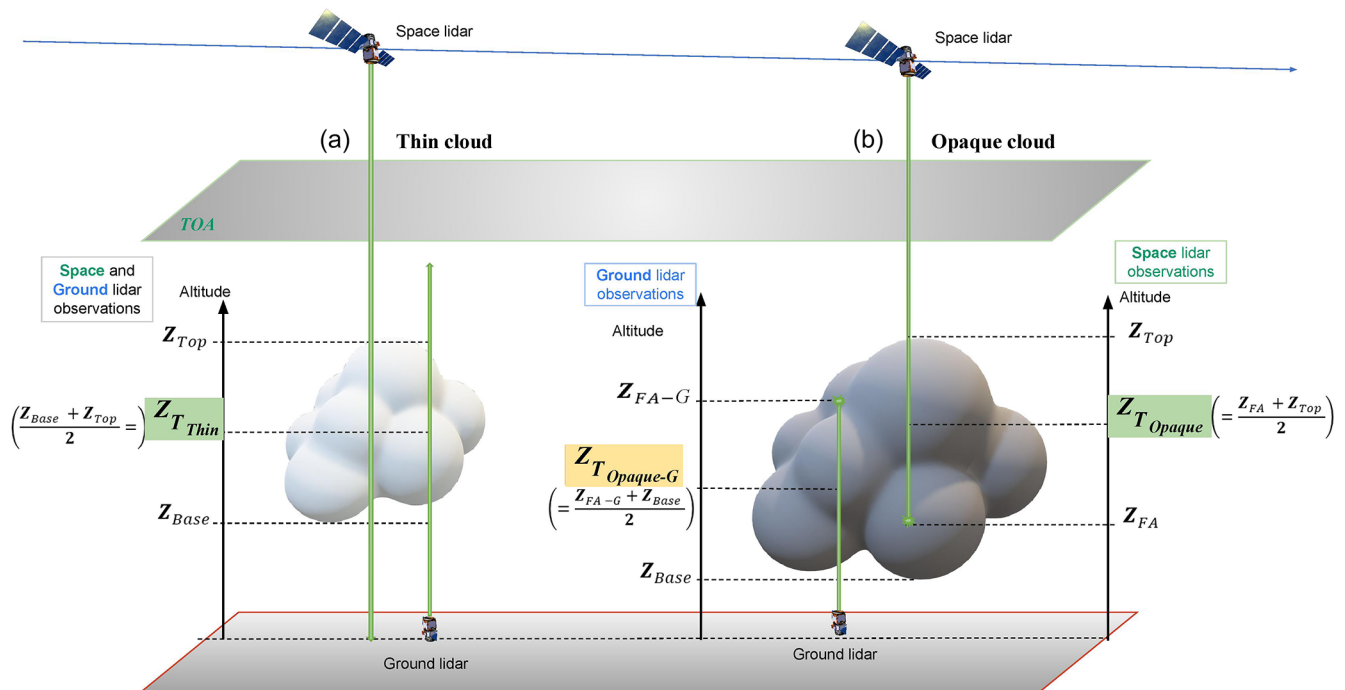 Space lidar
Space lidar
(a) Thin cloud
(b) Opaque cloud
TOA
Space and
Ground lidar
observations
Altitude
Z_Top
(Z_Base + Z_Top / 2 =) Z_T_Thin
Z_Base
Ground lidar
Ground lidar
observations
Altitude
Z_FA-G
Z_T_Opaque-G
(= Z_FA-G + Z_Base / 2)
Z_Base
Ground lidar
Space lidar
observations
Altitude
Z_Top
Z_T_Opaque (= Z_FA + Z_Top / 2)
Z_FA